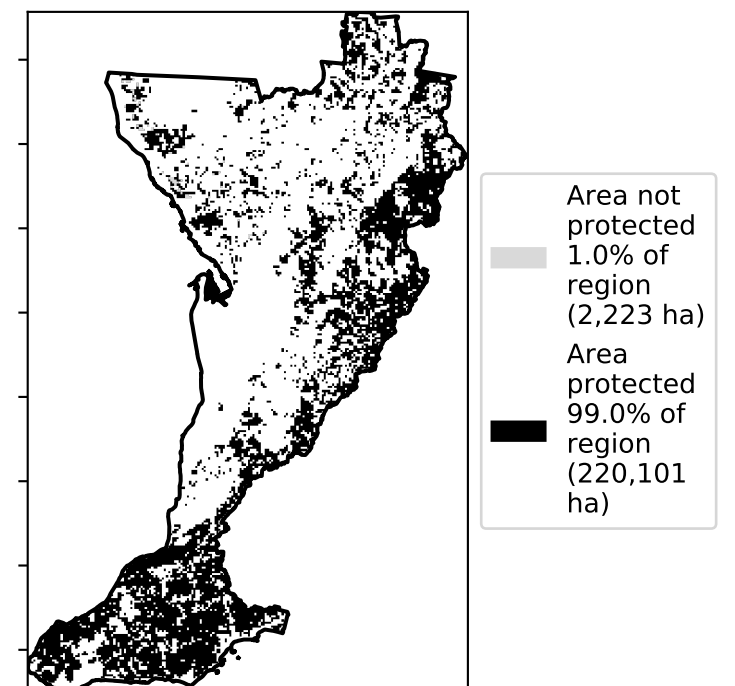 Area not
protected
1.0% of
region
(2,223 ha)
Area
protected
99.0% of
region
(220,101
ha)